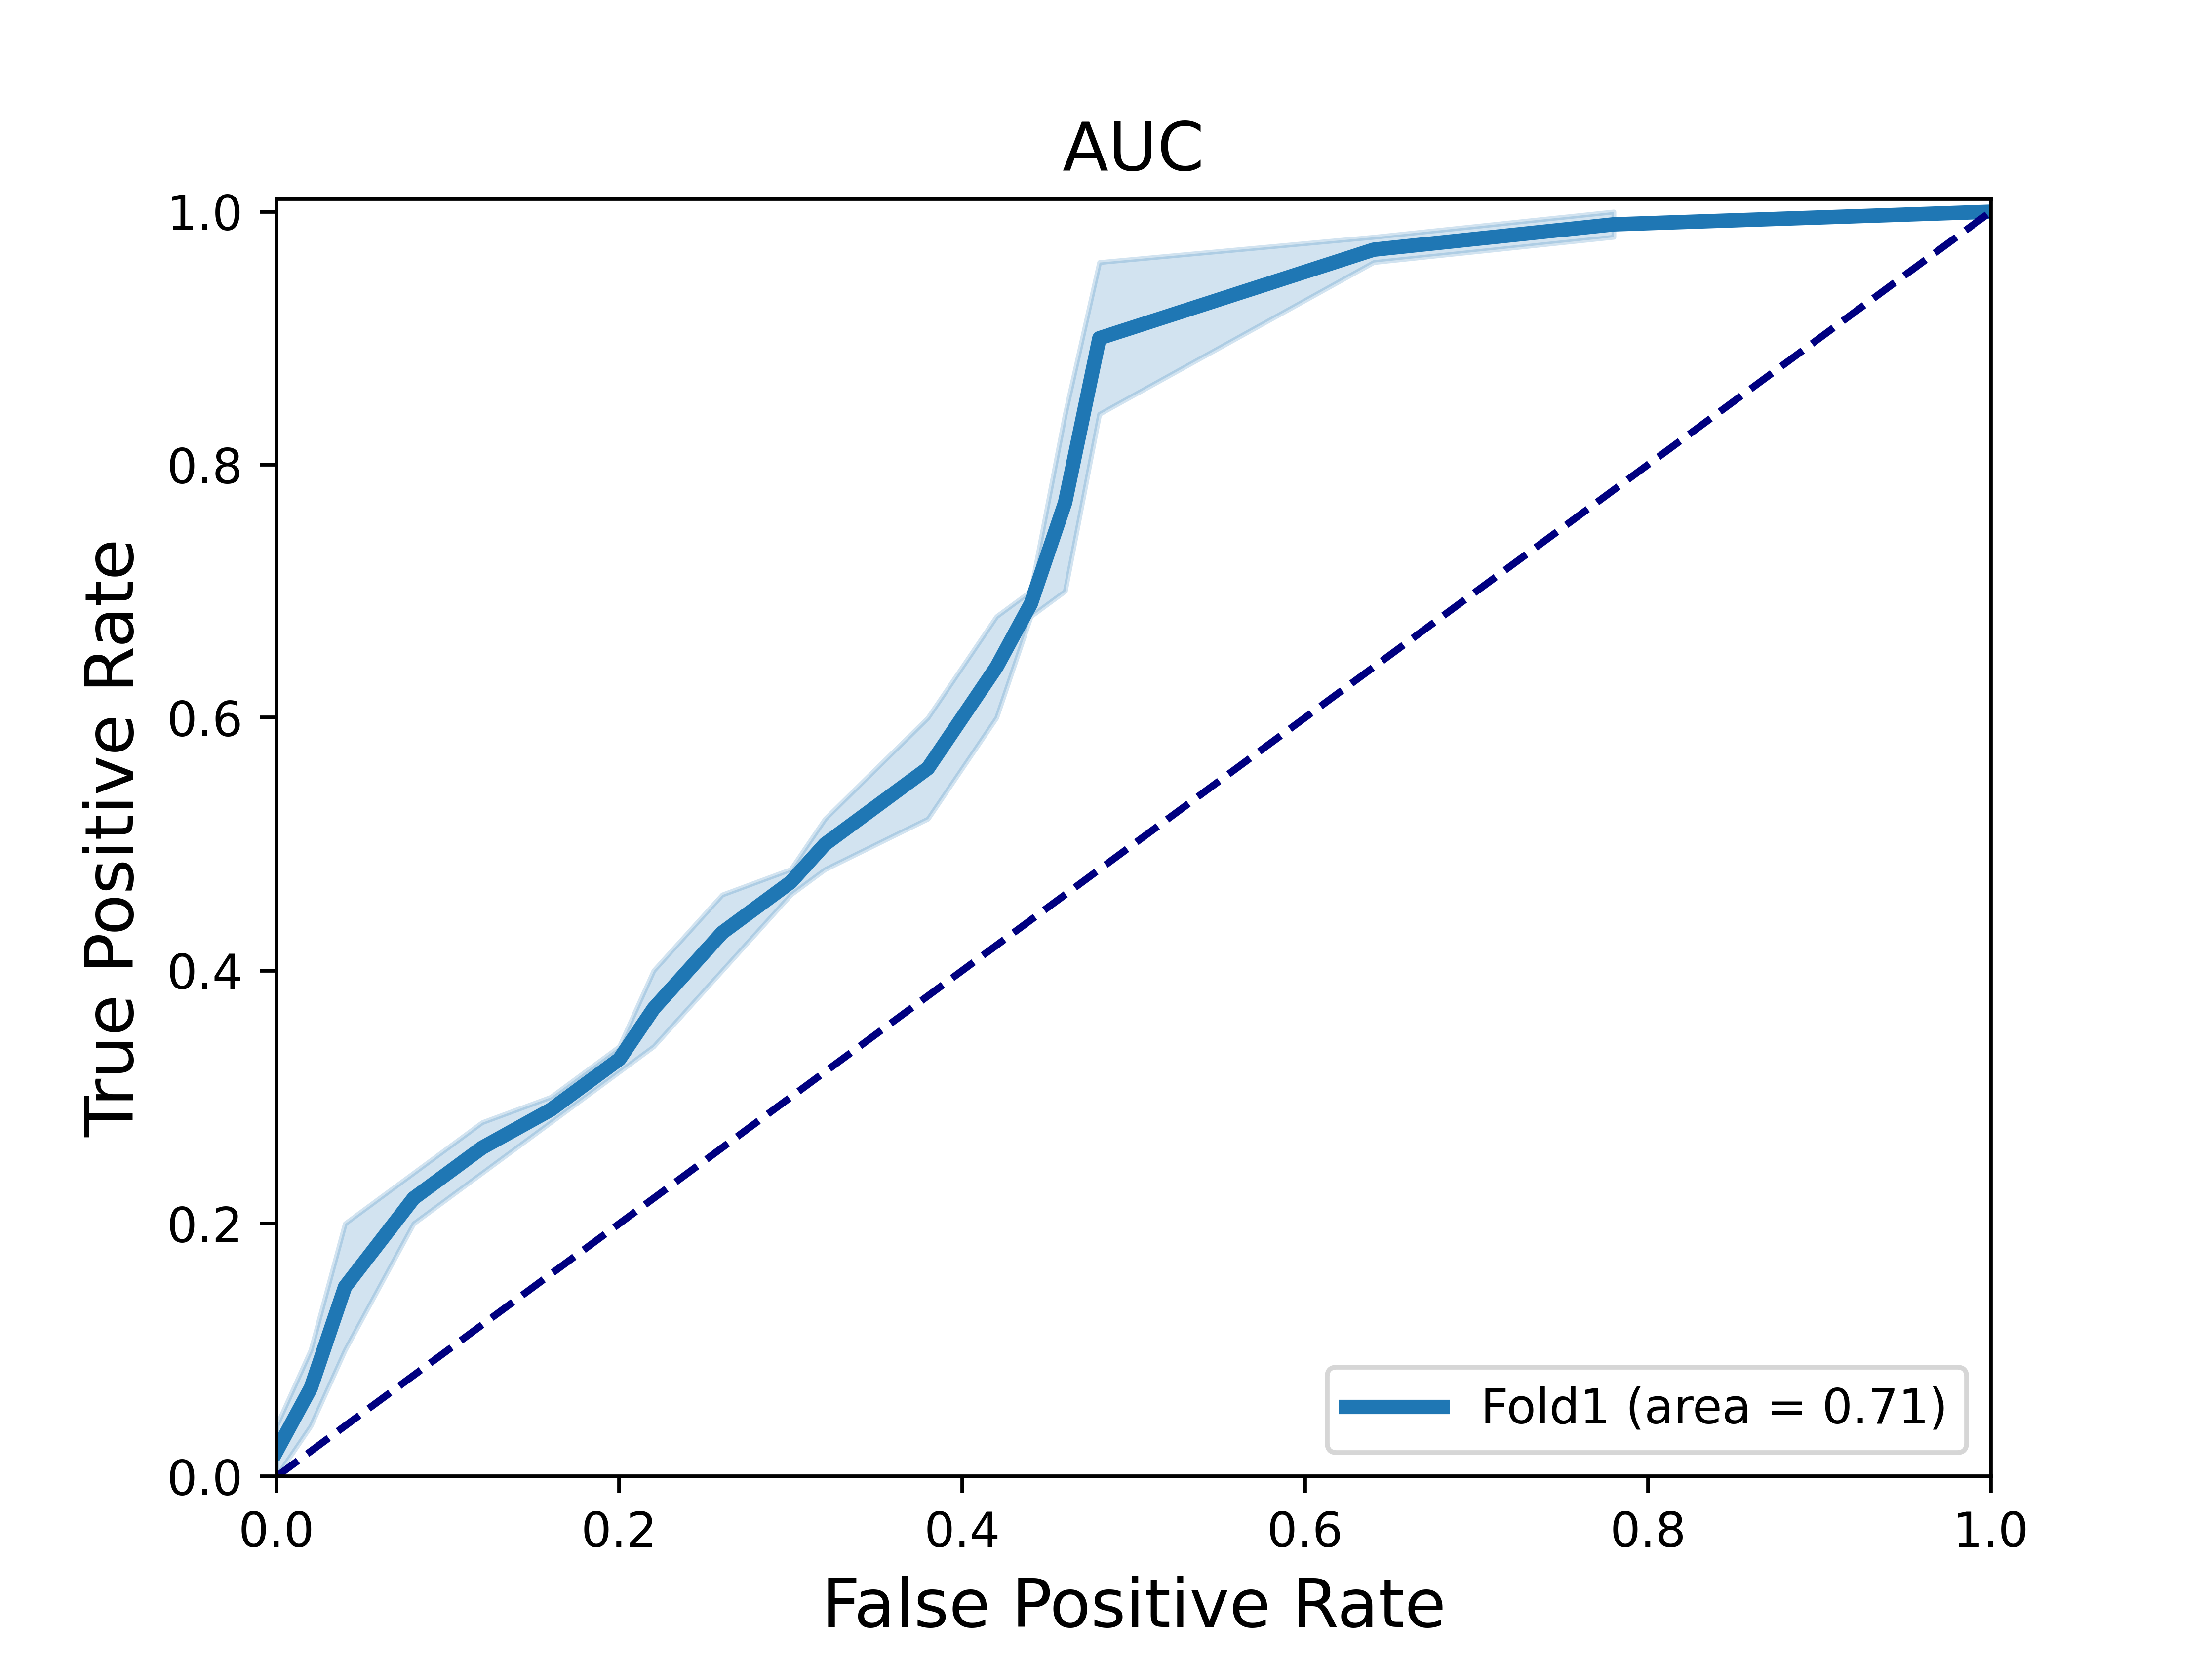 AUC
1.0
0.8
0.6
0.4
0.2
0.0
True Positive Rate
0.0 0.2 0.4 0.6 0.8 1.0
False Positive Rate
Fold1 (area = 0.71)